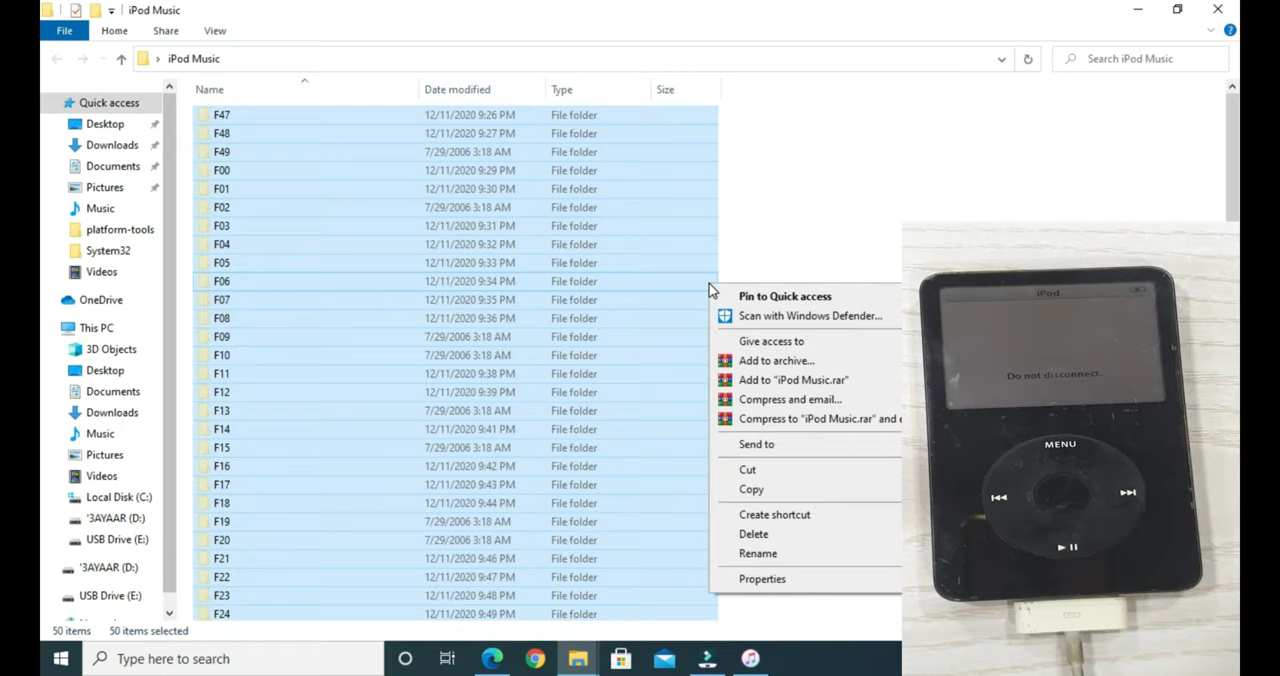 iPod Music
File
Home
Share
View
iPod Music
Search iPod Music
Quick access
Desktop
Downloads
Documents
Pictures
Music
platform-tools
System32
Videos
OneDrive
This PC
3D Objects
Desktop
Documents
Downloads
Music
Pictures
Videos
Local Disk (C:)
'3AYAAR (D:)
USB Drive (E:)
'3AYAAR (D:)
USB Drive (E:)
Name Date modified Type Size
F47 12/11/2020 9:26 PM File folder
F48 12/11/2020 9:27 PM File folder
F49 7/29/2006 3:18 AM File folder
F00 12/11/2020 9:29 PM File folder
F01 12/11/2020 9:30 PM File folder
F02 7/29/2006 3:18 AM File folder
F03 12/11/2020 9:31 PM File folder
F04 12/11/2020 9:32 PM File folder
F05 12/11/2020 9:33 PM File folder
F06 12/11/2020 9:34 PM File folder
F07 12/11/2020 9:35 PM File folder
F08 12/11/2020 9:36 PM File folder
F09 7/29/2006 3:18 AM File folder
F10 7/29/2006 3:18 AM File folder
F11 12/11/2020 9:38 PM File folder
F12 12/11/2020 9:39 PM File folder
F13 7/29/2006 3:18 AM File folder
F14 12/11/2020 9:41 PM File folder
F15 7/29/2006 3:18 AM File folder
F16 12/11/2020 9:42 PM File folder
F17 12/11/2020 9:43 PM File folder
F18 12/11/2020 9:44 PM File folder
F19 7/29/2006 3:18 AM File folder
F20 7/29/2006 3:18 AM File folder
F21 12/11/2020 9:46 PM File folder
F22 12/11/2020 9:47 PM File folder
F23 12/11/2020 9:48 PM File folder
F24 12/11/2020 9:49 PM File folder
Pin to Quick access
Scan with Windows Defender...
Give access to
Add to archive...
Add to "iPod Music.rar"
Compress and email...
Compress to "iPod Music.rar" and e
Send to
Cut
Copy
Create shortcut
Delete
Rename
Properties
iPod
Do not disconnect.
MENU
50 items 50 items selected
Type here to search